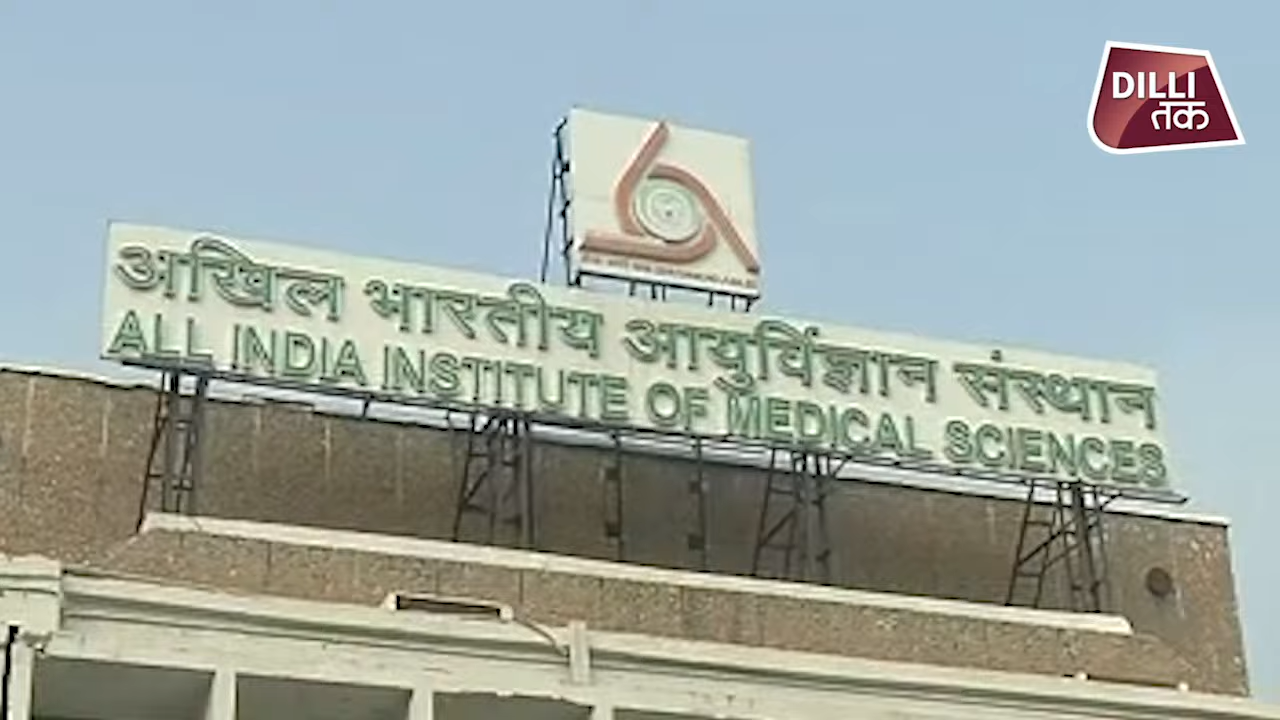 DILLI
तक
अखिल भारतीय आयुर्विज्ञान संस्थान
ALL INDIA INSTITUTE OF MEDICAL SCIENCES